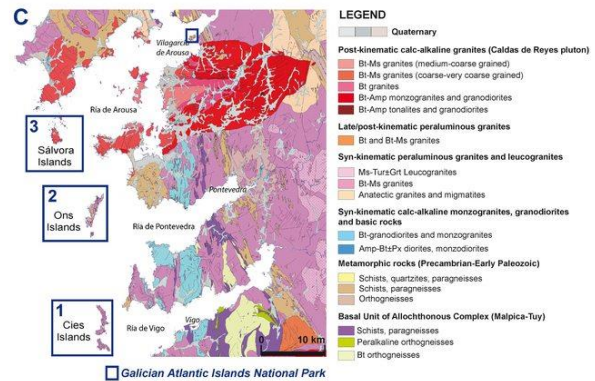 C
Vilagarcía
de Arousa
Ría de Arousa
3
Sálvora
Islands
Pontevedra
2
Ons
Islands
Ría de Pontevedra
1
Cies
Islands
Ría de Vigo
Vigo
0 10 km
Galician Atlantic Islands National Park
LEGEND
Quaternary
Post-kinematic calc-alkaline granites (Caldas de Reyes pluton)
Bt-Ms granites (medium-coarse grained)
Bt-Ms granites (coarse-very coarse grained)
Bt granites
Bt-Amp monzogranites and granodiorites
Bt-Amp tonalites and granodiorites
Late/post-kinematic peraluminous granites
Bt and Bt-Ms granites
Syn-kinematic peraluminous granites and leucogranites
Ms-Tur±Grt Leucogranites
Bt-Ms granites
Anatectic granites and migmatites
Syn-kinematic calc-alkaline monzogranites, granodiorites
and basic rocks
Bt-granodiorites and monzogranites
Amp-Bt±Px diorites, monzodiorites
Metamorphic rocks (Precambrian-Early Paleozoic)
Schists, quartzites, paragneisses
Schists, paragneisses
Orthogneisses
Basal Unit of Allochthonous Complex (Malpica-Tuy)
Schists, paragneisses
Peralkaline orthogneisses
Bt orthogneisses